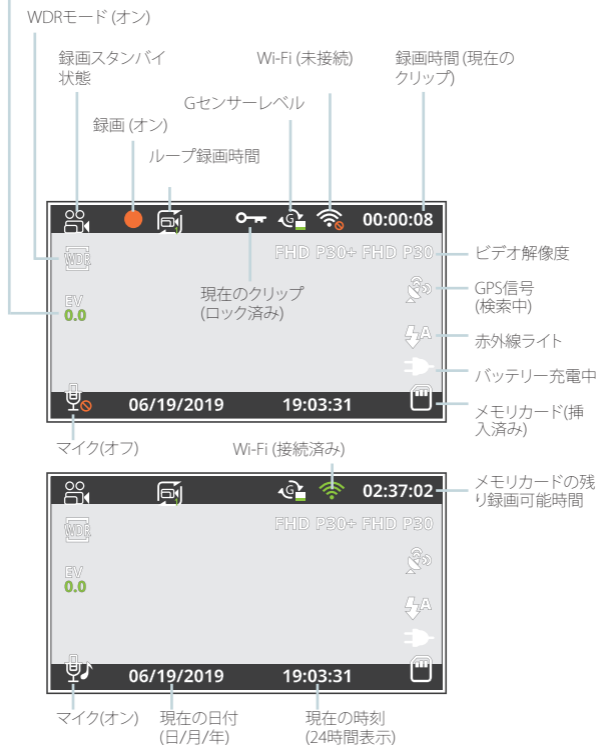 WDRモード (オン)
録画スタンバイ
状態
Wi-Fi (未接続)
録画時間 (現在の
クリップ)
Gセンサーレベル
録画 (オン)
ループ録画時間
G
00:00:08
WDR
FHD P30+ FHD P30
ビデオ解像度
EV
0.0
現在のクリップ
(ロック済み)
GPS信号
(検索中)
A
赤外線ライト
バッテリー充電中
06/19/2019
19:03:31
メモリカード(挿
入済み)
マイク(オフ)
Wi-Fi (接続済み)
G
02:37:02
メモリカードの残
り録画可能時間
WDR
FHD P30+ FHD P30
EV
0.0
A
06/19/2019
19:03:31
マイク(オン)
現在の日付
(日/月/年)
現在の時刻
(24時間表示)